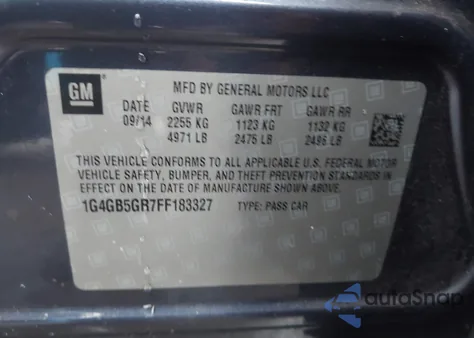 GM
MFD BY GENERAL MOTORS LLC
DATE GVWR GAWR FRT GAWR RR
09/14 2255 KG 1123 KG 1132 KG
4971 LB 2475 LB 2496 LB
THIS VEHICLE CONFORMS TO ALL APPLICABLE U.S. FEDERAL MOTOR
VEHICLE SAFETY, BUMPER, AND THEFT PREVENTION STANDARDS
IN EFFECT ON THE DATE OF MANUFACTURE SHOWN ABOVE.
1G4GB5GR7FF183327 TYPE: PASS CAR
autoSnap